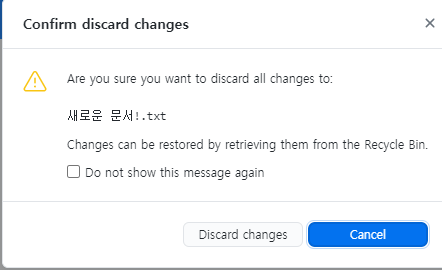 Confirm discard changes
Are you sure you want to discard all changes to:
새로운 문서!.txt
Changes can be restored by retrieving them from the Recycle Bin.
Do not show this message again
Discard changes
Cancel